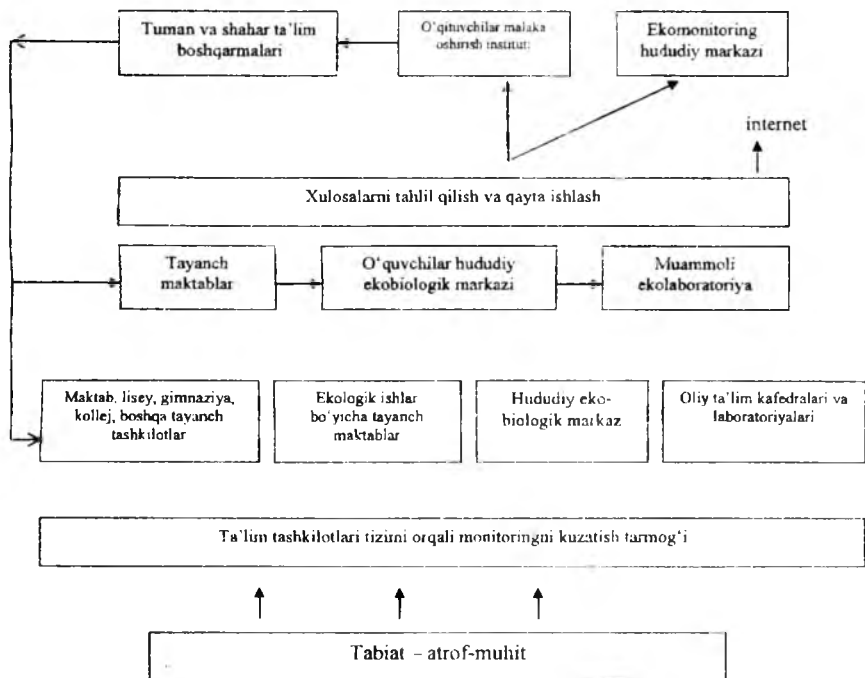 Tuman va shahar ta'lim
boshqarmalari
O'qituvchilar malaka
oshirish institut:
Ekomonitoring
hududiy markazi
internet
Xulosalarni tahlil qilish va qayta ishlash
Tayanch
maktablar
O'quvchilar hududiy
ekobiologik markazi
Muammoli
ekolaboratoriya
Maktab, lisey, gimnaziya,
kollej, boshqa tayanch
tashkilotlar
Ekologik ishlar
bo'yicha tayanch
maktablar
Hududiy eko-
biologik markaz
Oliy ta'lim kafedralari va
laboratoriyalari
Ta'lim tashkilotlari tizimi orqali monitoringni kuzatish tarmog'i
Tabiat – atrof-muhit